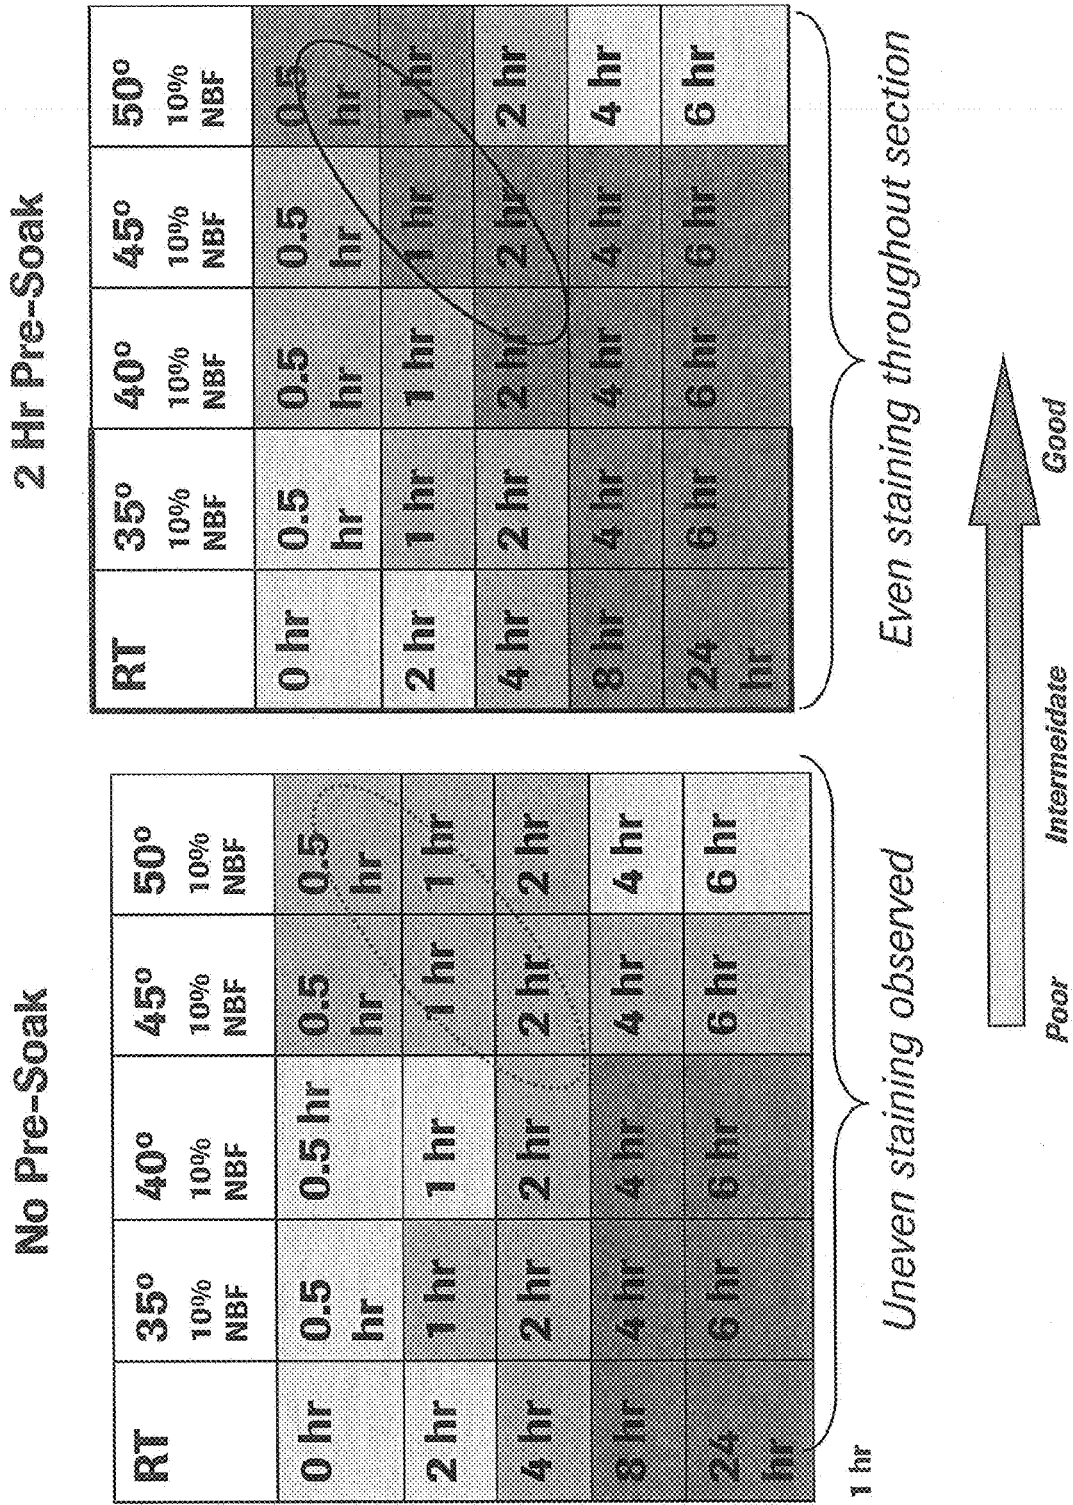 No Pre-Soak
RT
35°
10%
NBF
40°
10%
NBF
45°
10%
NBF
50°
10%
NBF
0 hr
0.5
hr
0.5 hr
0.5
hr
0.5
hr
2 hr
1 hr
1 hr
1 hr
1 hr
4 hr
2 hr
2 hr
2 hr
2 hr
8 hr
4 hr
4 hr
4 hr
4 hr
24
hr
6 hr
6 hr
6 hr
6 hr
1 hr
Uneven staining observed
2 Hr Pre-Soak
RT
35°
10%
NBF
40°
10%
NBF
45°
10%
NBF
50°
10%
NBF
0 hr
0.5
hr
0.5
hr
0.5
hr
0.5
hr
2 hr
1 hr
1 hr
1 hr
1 hr
4 hr
2 hr
2 hr
2 hr
2 hr
8 hr
4 hr
4 hr
4 hr
4 hr
24
hr
6 hr
6 hr
6 hr
6 hr
Even staining throughout section
Poor
Intermeidate
Good